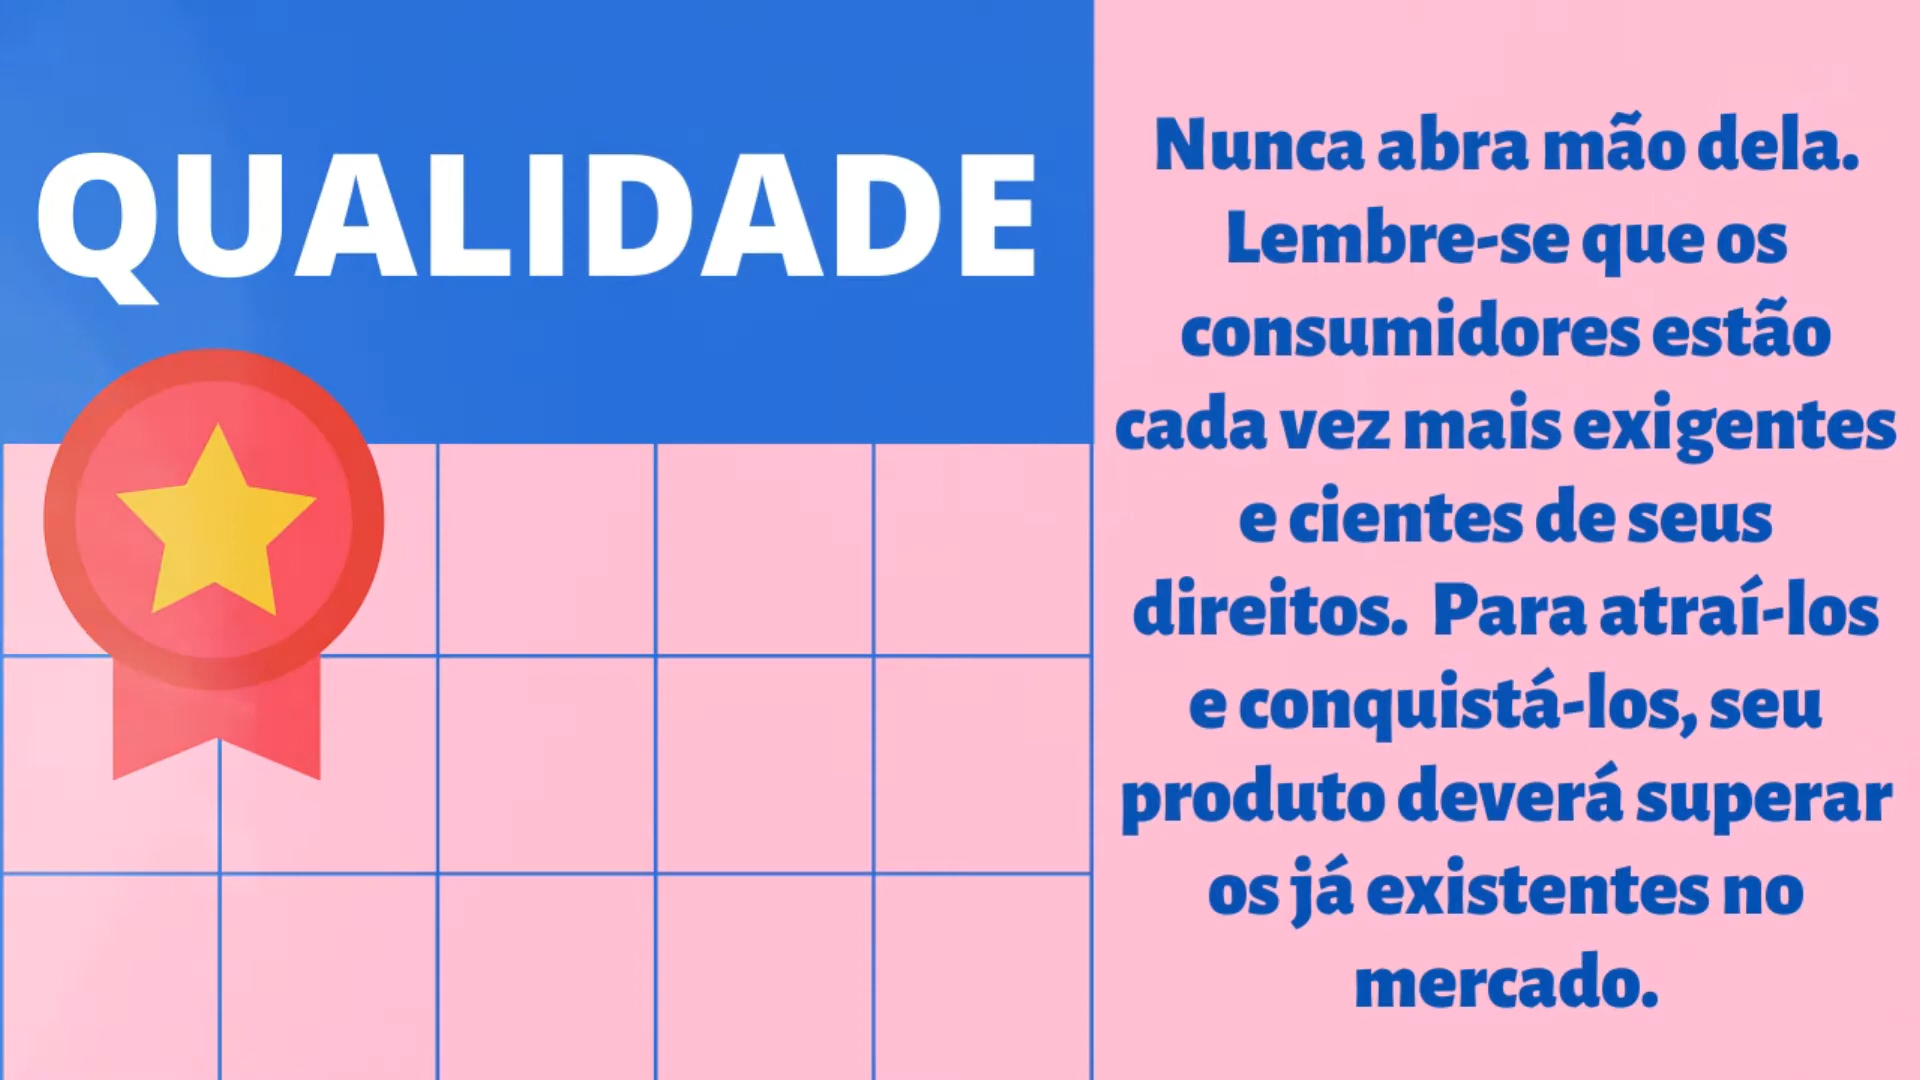 QUALIDADE
Nunca abra mão dela.
Lembre-se que os
consumidores estão
cada vez mais exigentes
e cientes de seus
direitos. Para atraí-los
e conquistá-los, seu
produto deverá superar
os já existentes no
mercado.